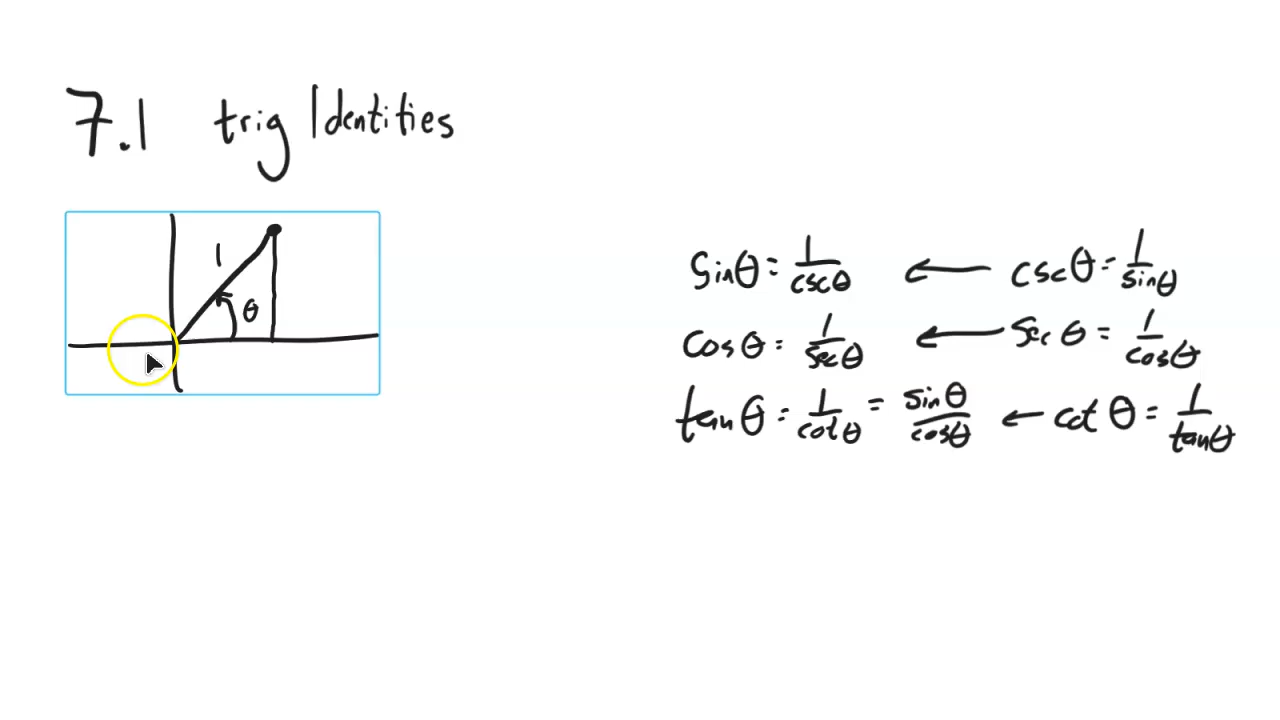 7.1 trig Identities
1
θ
sinθ = 1/cscθ ← cscθ = 1/sinθ
cosθ = 1/secθ ← secθ = 1/cosθ
tanθ = 1/cotθ = sinθ/cosθ ← cotθ = 1/tanθ